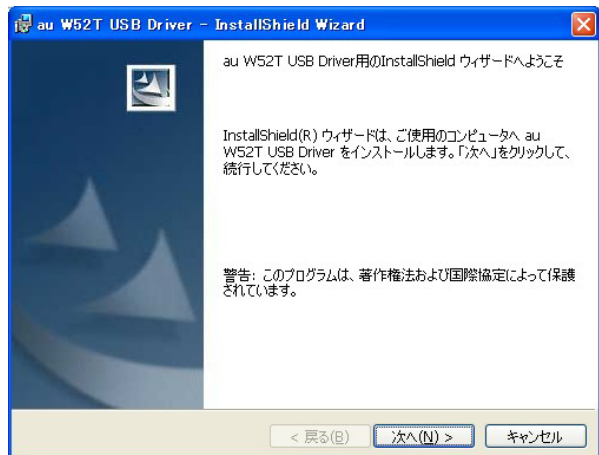 au W52T USB Driver - InstallShield Wizard
au W52T USB Driver用のInstallShield ウィザードへようこそ
InstallShield(R) ウィザードは、ご使用のコンピュータへ au
W52T USB Driver をインストールします。「次へ」をクリックして、
続行してください。
警告: このプログラムは、著作権法および国際協定によって保護
されています。
< 戻る(B) 次へ(N) > キャンセル